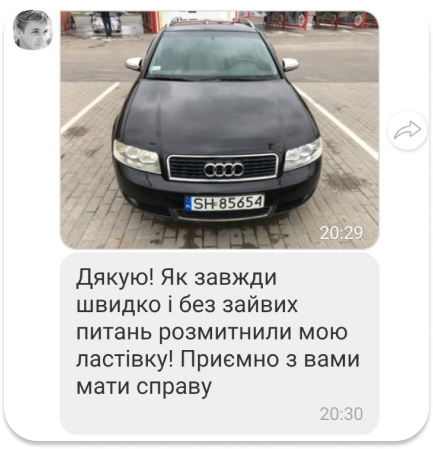 SH 85654
20:29
Дякую! Як завжди
швидко і без зайвих
питань розмитнили мою
ластівку! Приємно з вами
мати справу
20:30